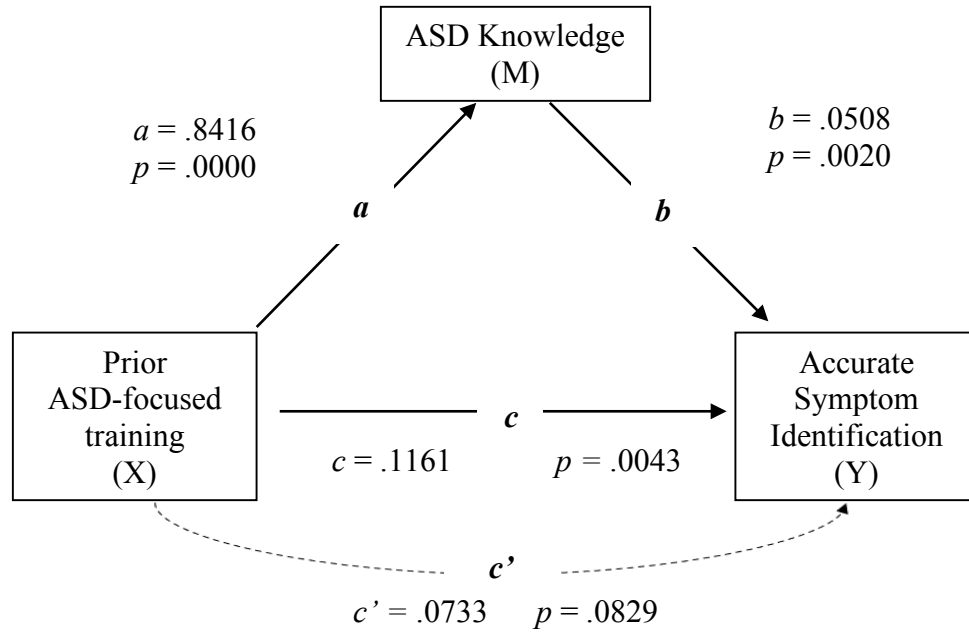 ASD Knowledge
(M)
a = .8416
p = .0000
b = .0508
p = .0020
a
b
Prior
ASD-focused
training
(X)
Accurate
Symptom
Identification
(Y)
c
c = .1161 p = .0043
c’
c’ = .0733 p = .0829